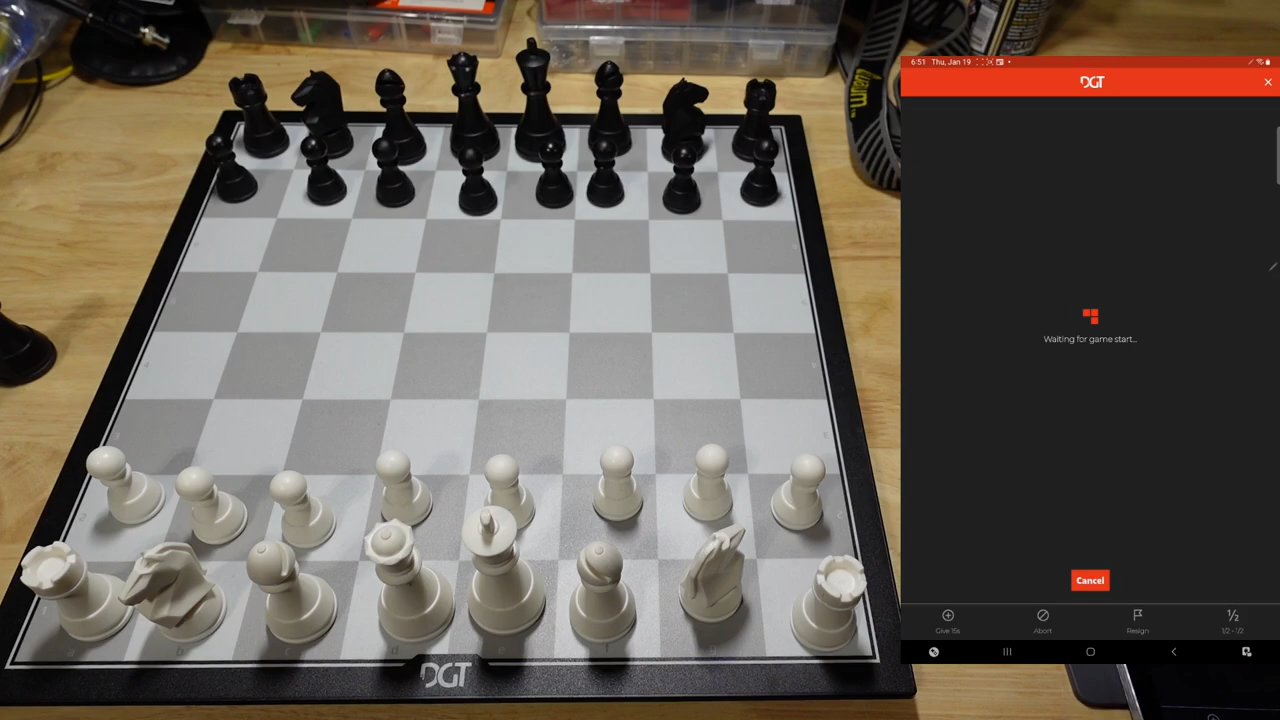 6:51 Thu, Jan 19
DGT
Waiting for game start...
Cancel
Give 15s
Abort
Resign
½
1/2 - 1/2
DGT
a b c d e f g